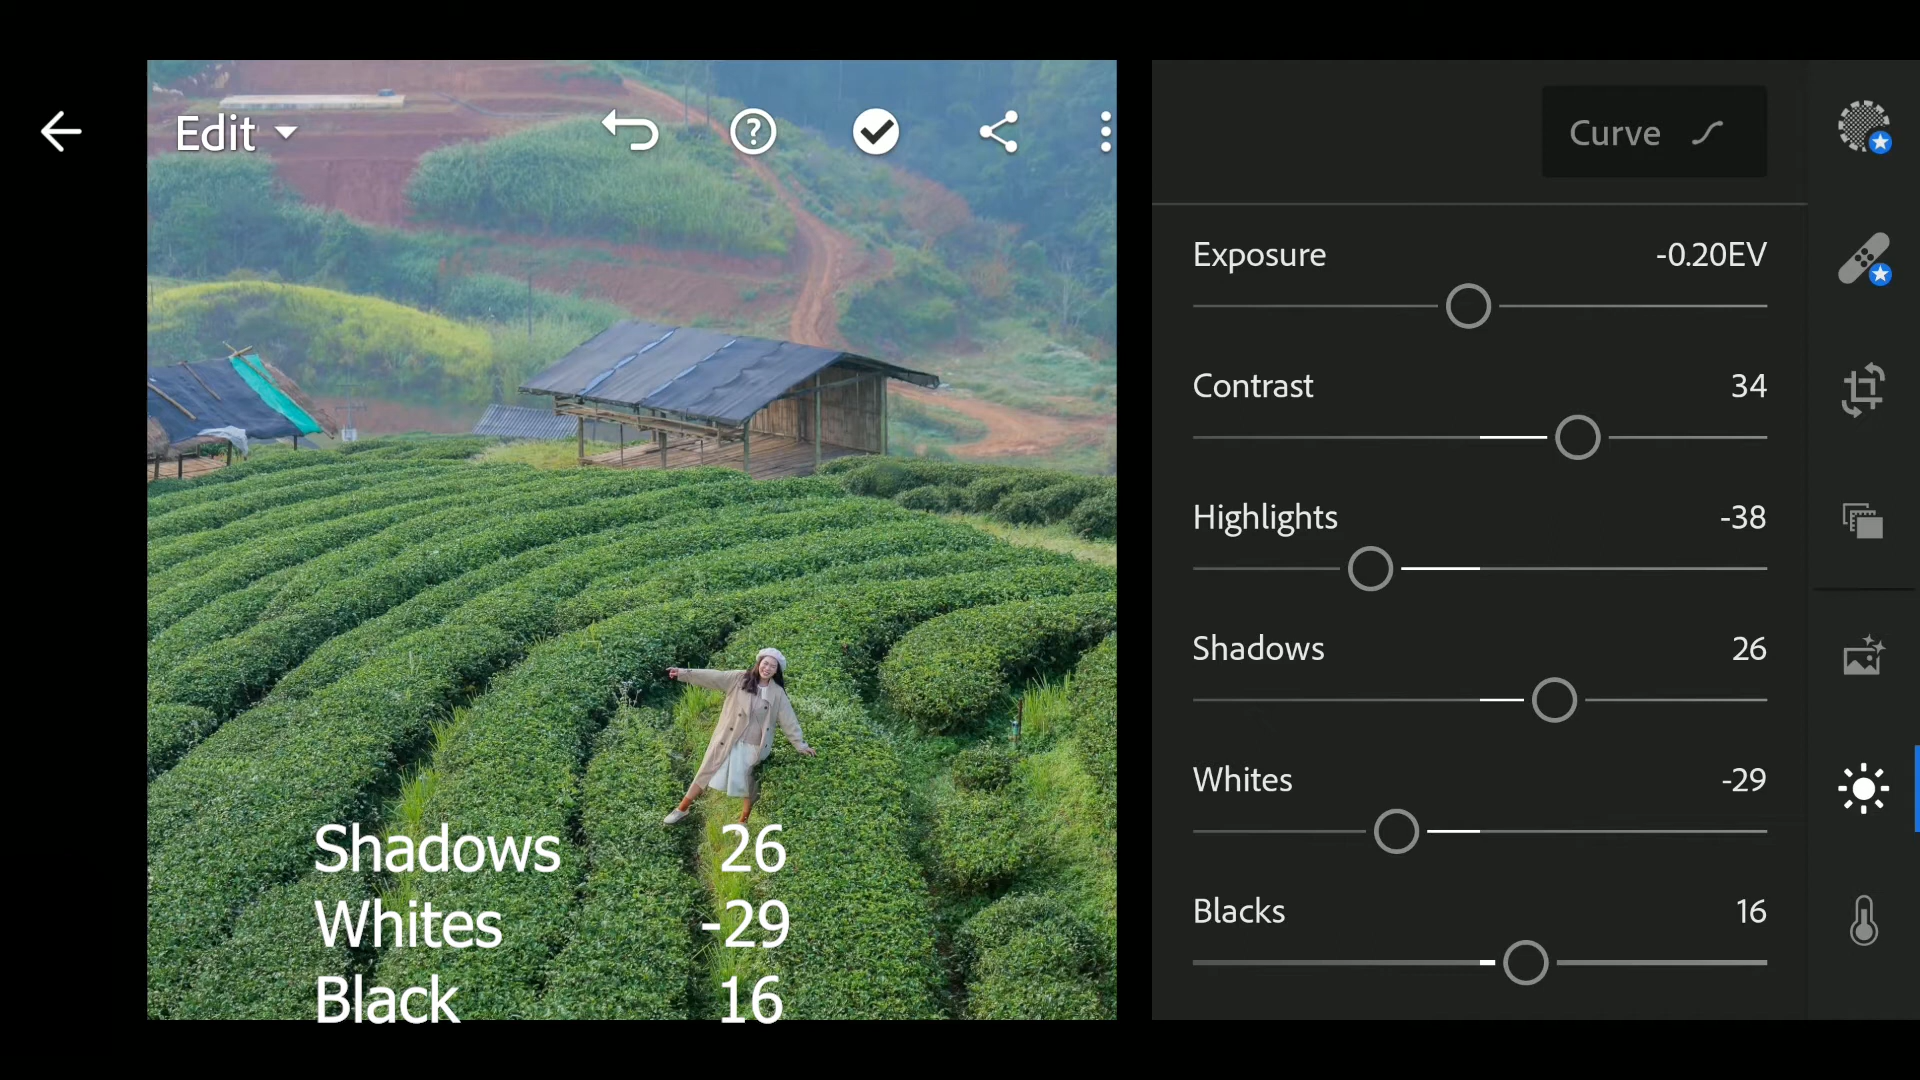 Edit
Curve
Exposure -0.20EV
Contrast 34
Highlights -38
Shadows 26
Whites -29
Blacks 16
Shadows 26
Whites -29
Black 16